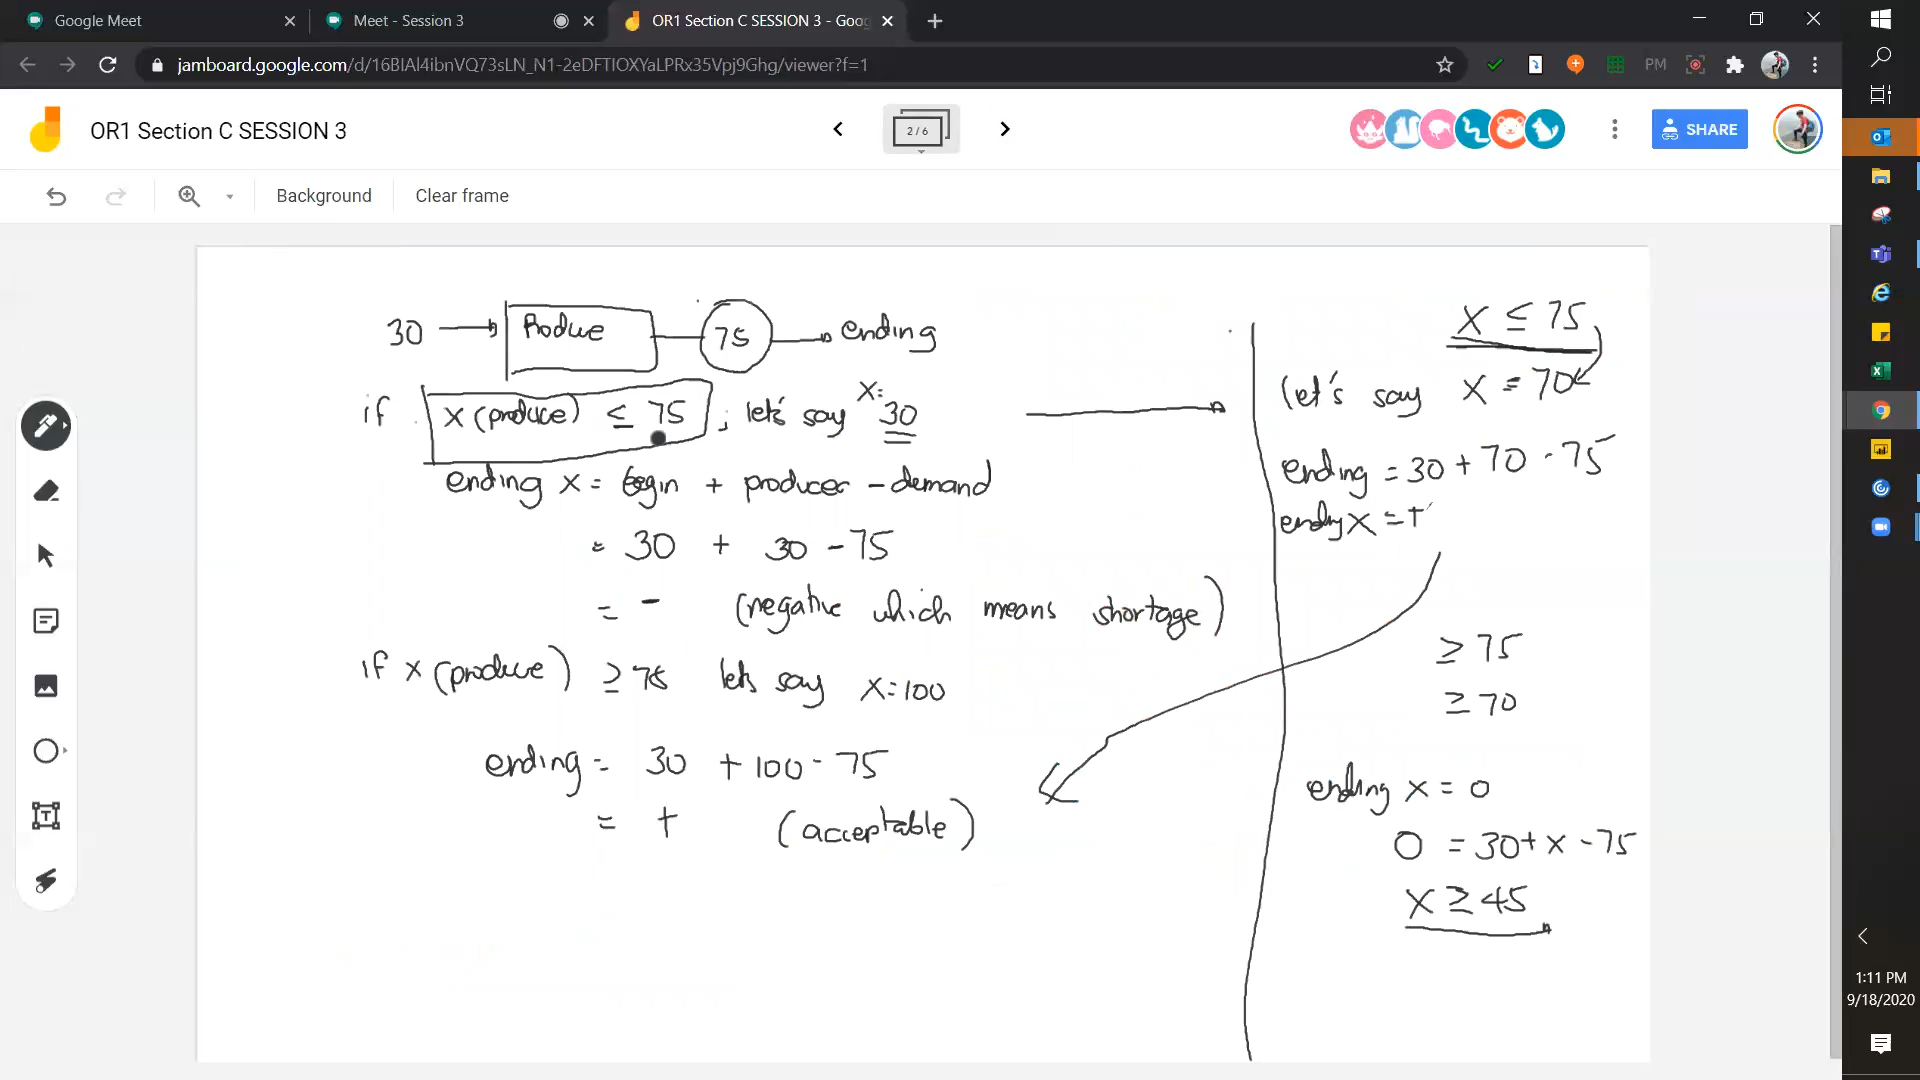 Google Meet
Meet - Session 3
OR1 Section C SESSION 3 - Goog
jamboard.google.com/d/16BIAl4ibnVQ73sLN_N1-2eDFTIOXYaLPRx35Vpj9Ghg/viewer?f=1
PM
OR1 Section C SESSION 3
2 / 6
SHARE
Background
Clear frame
30 Produce 75 ending
if x (produce) ≤ 75 ; let's say x = 30
ending x = begin + producer - demand
= 30 + 30 - 75
= - (negative which means shortage)
if x (produce) ≥ 75 lets say x = 100
ending = 30 + 100 - 75
= + (acceptable)
x ≤ 75
let's say x = 70
ending = 30 + 70 - 75
endng x = +
≥ 75
≥ 70
ending x = 0
0 = 30 + x - 75
x ≥ 45
1:11 PM
9/18/2020